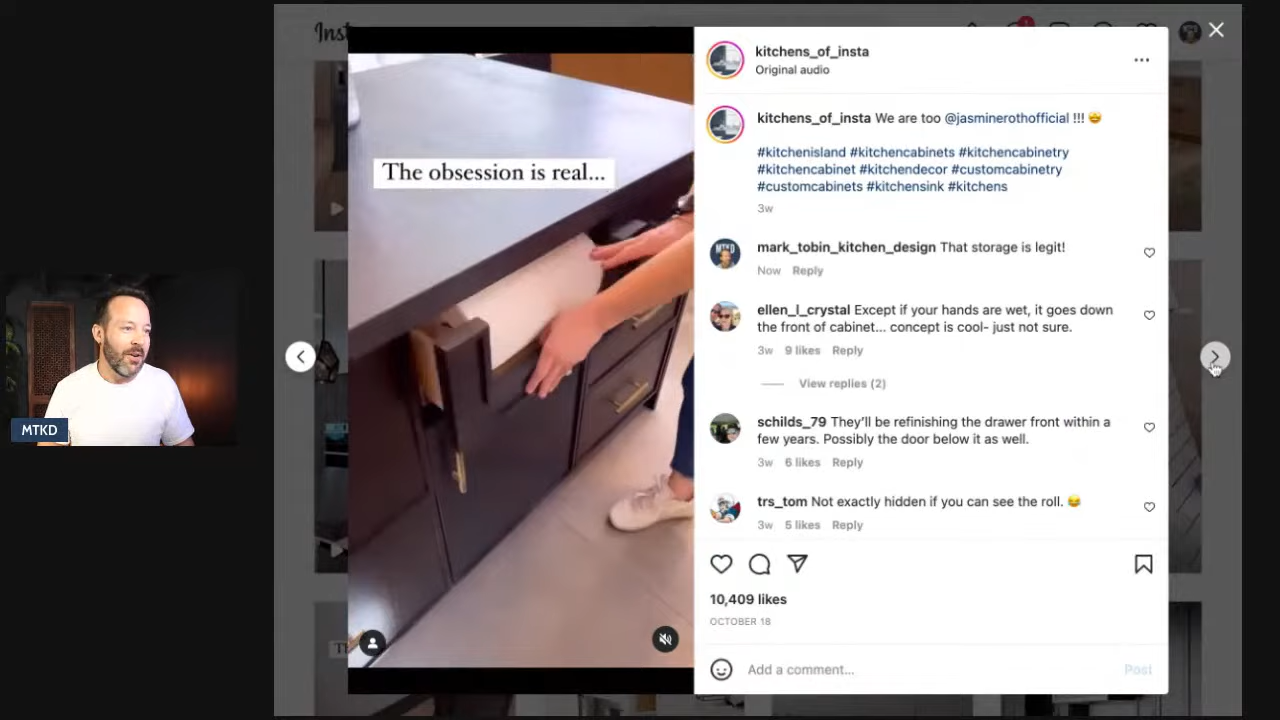 Inst
kitchens_of_insta
Original audio
kitchens_of_insta We are too @jasminerothofficial !!! 🤩
#kitchenisland #kitchencabinets #kitchencabinetry
#kitchencabinet #kitchendecor #customcabinetry
#customcabinets #kitchensink #kitchens
3w
The obsession is real...
mark_tobin_kitchen_design That storage is legit!
Now Reply
ellen_l_crystal Except if your hands are wet, it goes down
the front of cabinet... concept is cool- just not sure.
3w 9 likes Reply
View replies (2)
schilds_79 They'll be refinishing the drawer front within a
few years. Possibly the door below it as well.
3w 6 likes Reply
trs_tom Not exactly hidden if you can see the roll. 😂
3w 5 likes Reply
10,409 likes
OCTOBER 18
Add a comment...
Post
MTKD